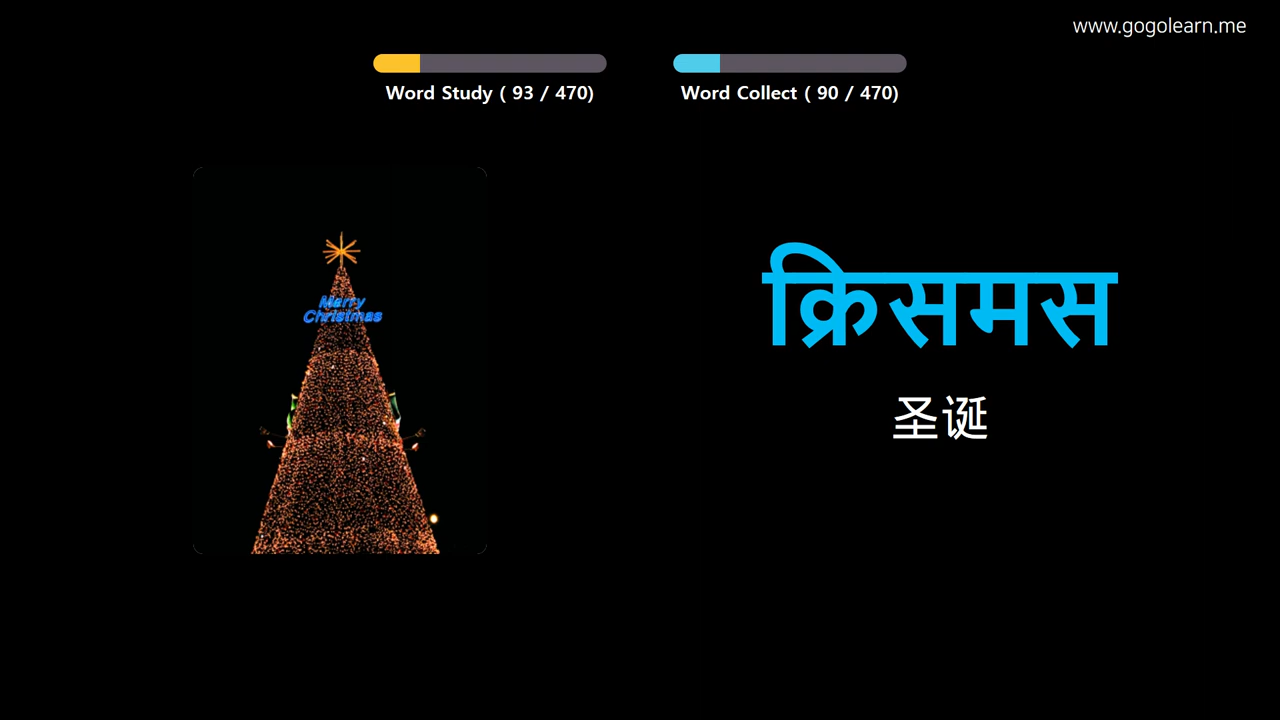 www.gogolearn.me
Word Study ( 93 / 470)
Word Collect ( 90 / 470)
Merry
Christmas
क्रिसमस
圣诞